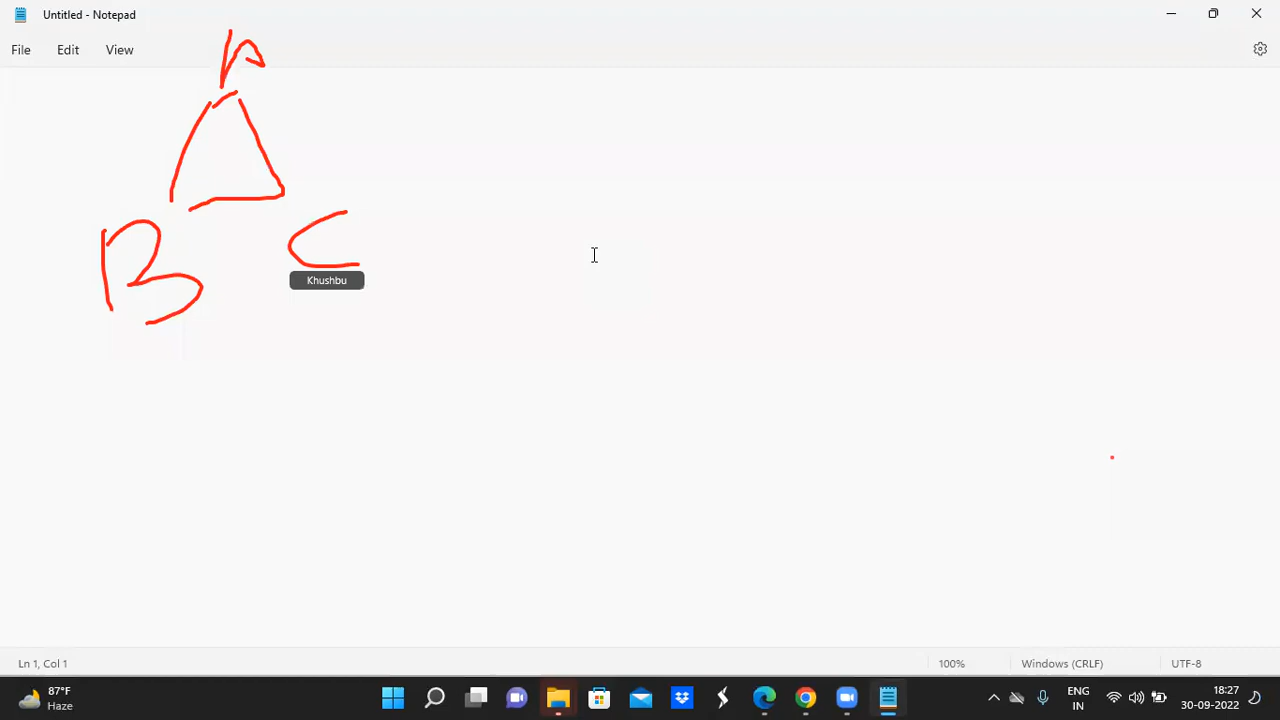 Untitled - Notepad
File Edit View
A
B C
Khushbu
Ln 1, Col 1 100% Windows (CRLF) UTF-8
87°F
Haze
ENG
IN
18:27
30-09-2022